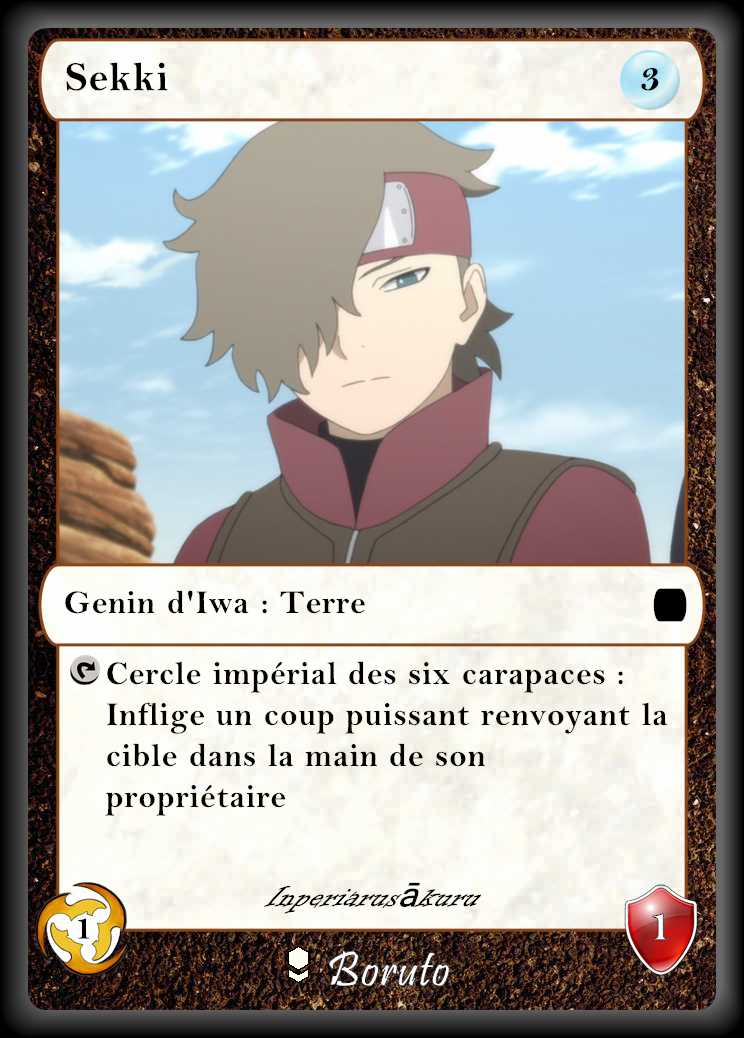 Sekki
3
Genin d'Iwa : Terre
Cercle impérial des six carapaces :
Inflige un coup puissant renvoyant la
cible dans la main de son
propriétaire
Inperiarusākuru
1
1
Boruto